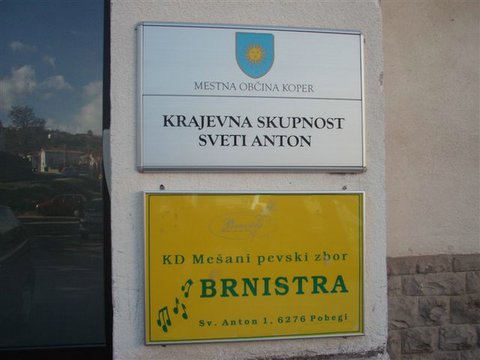 MESTNA OBČINA KOPER
KRAJEVNA SKUPNOST
SVETI ANTON
KD Mešani pevski zbor
BRNISTRA
Sv. Anton 1, 6276 Pobegi